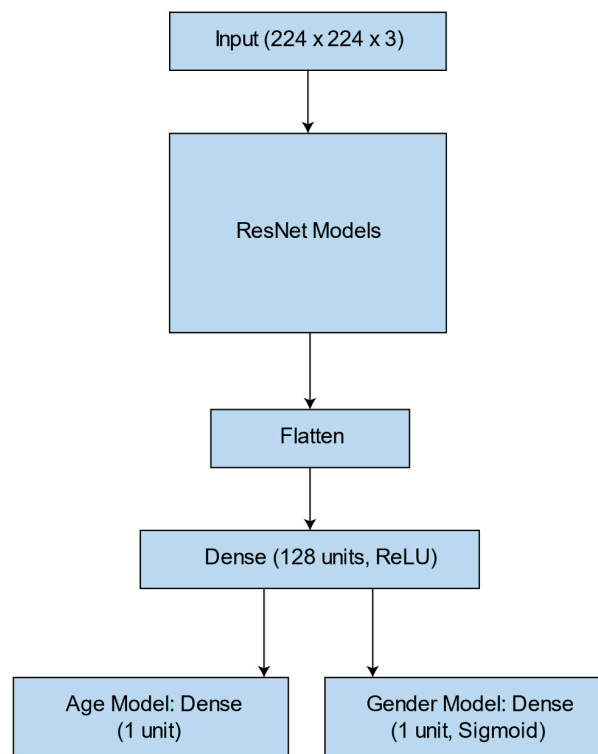 Input (224 x 224 x 3)
ResNet Models
Flatten
Dense (128 units, ReLU)
Age Model: Dense
(1 unit)
Gender Model: Dense
(1 unit, Sigmoid)